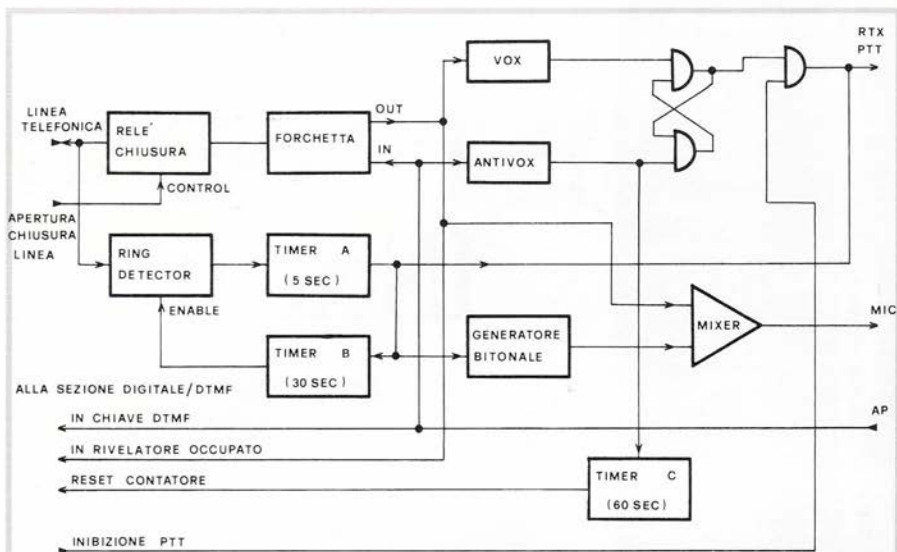 RTX
PTT
VOX
OUT
LINEA
TELEFONICA
RELE'
CHIUSURA
FORCHETTA
IN
ANTIVOX
CONTROL
APERTURA
CHIUSURA
LINEA
RING
DETECTOR
TIMER A
(5 SEC)
ENABLE
MIXER
MIC
GENERATORE
BITONALE
TIMER B
(30 SEC)
ALLA SEZIONE DIGITALE/DTMF
IN CHIAVE DTMF
AP
IN RIVELATORE OCCUPATO
RESET CONTATORE
TIMER C
(60 SEC)
INIBIZIONE PTT